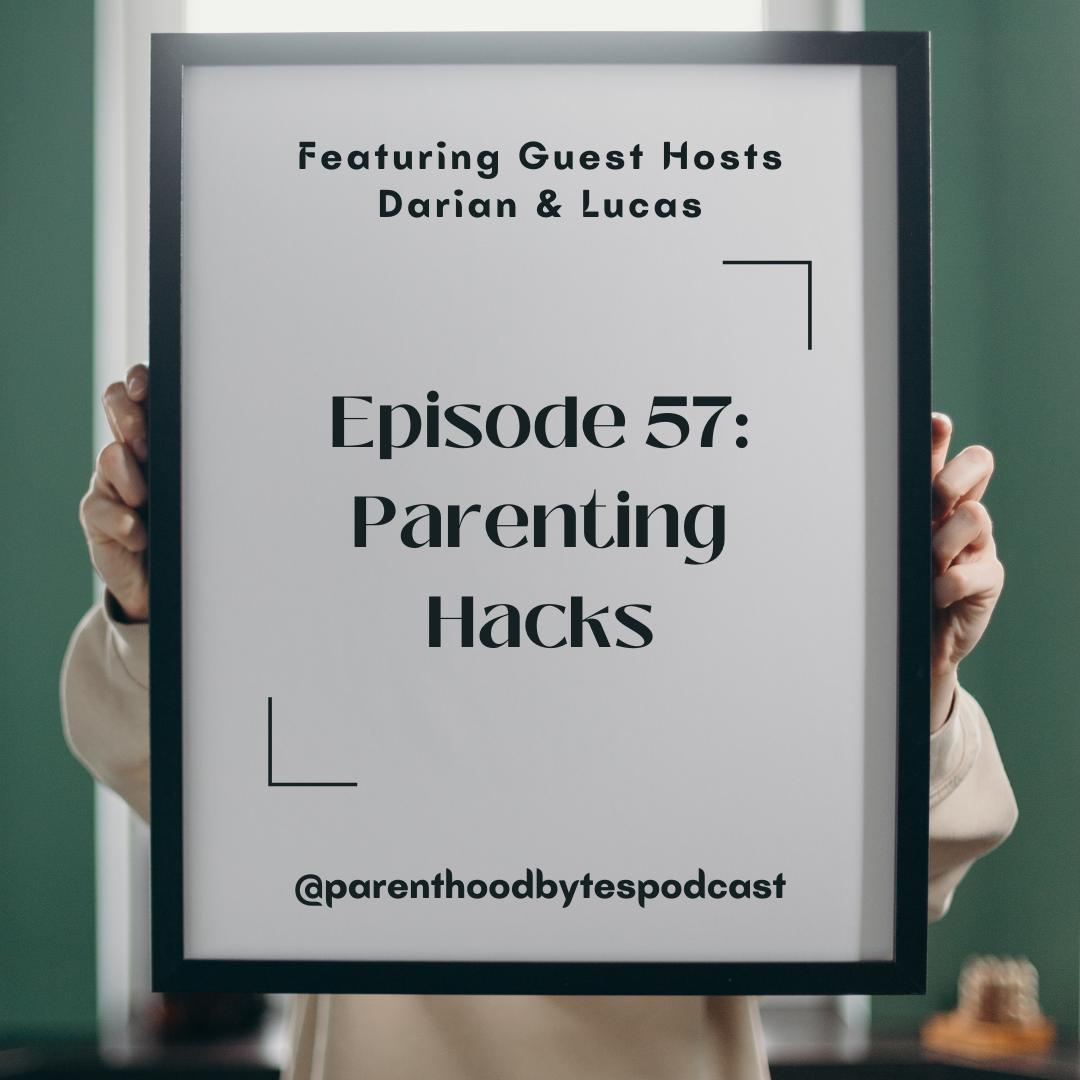 Featuring Guest Hosts
Darian & Lucas
Episode 57:
Parenting
Hacks
@parenthoodbytespodcast